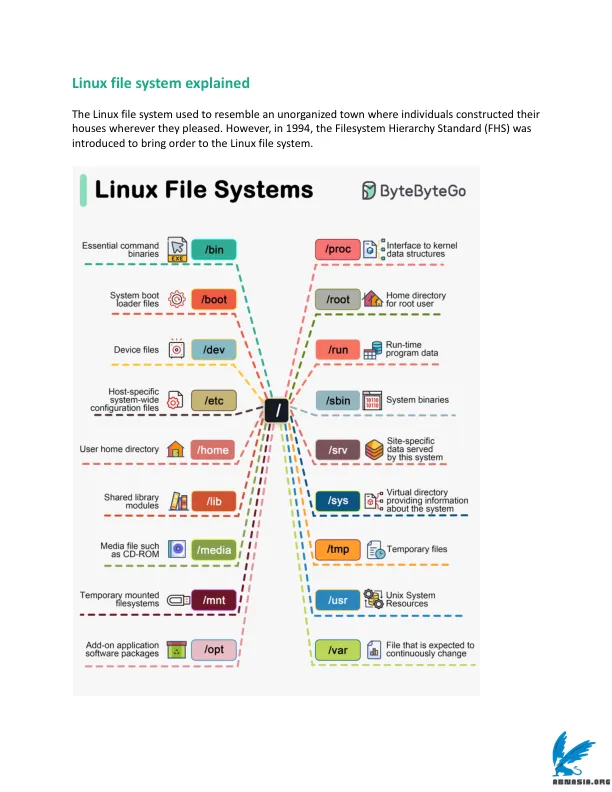 Linux file system explained
The Linux file system used to resemble an unorganized town where individuals constructed their
houses wherever they pleased. However, in 1994, the Filesystem Hierarchy Standard (FHS) was
introduced to bring order to the Linux file system.
Linux File Systems
ByteByteGo
Essential command
binaries
EXE
/bin
System boot
loader files
/boot
Device files
/dev
Host-specific
system-wide
configuration files
/etc
User home directory
/home
Shared library
modules
/lib
Media file such
as CD-ROM
/media
Temporary mounted
filesystems
/mnt
Add-on application
software packages
/opt
/
/proc
Interface to kernel
data structures
/root
Home directory
for root user
/run
Run-time
program data
/sbin
10110
10110
System binaries
/srv
Site-specific
data served
by this system
/sys
Virtual directory
providing information
about the system
/tmp
Temporary files
/usr
Unix System
Resources
/var
File that is expected to
continuously change
ABNASIA.ORG